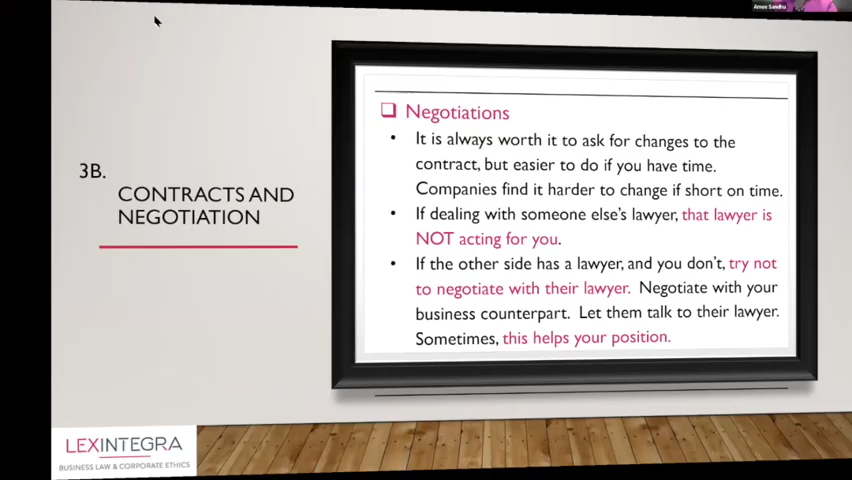 Amee Sandhu
3B.
CONTRACTS AND
NEGOTIATION
❑ Negotiations
• It is always worth it to ask for changes to the
contract, but easier to do if you have time.
Companies find it harder to change if short on time.
• If dealing with someone else's lawyer, that lawyer is
NOT acting for you.
• If the other side has a lawyer, and you don't, try not
to negotiate with their lawyer. Negotiate with your
business counterpart. Let them talk to their lawyer.
Sometimes, this helps your position.
LEXINTEGRA
BUSINESS LAW & CORPORATE ETHICS